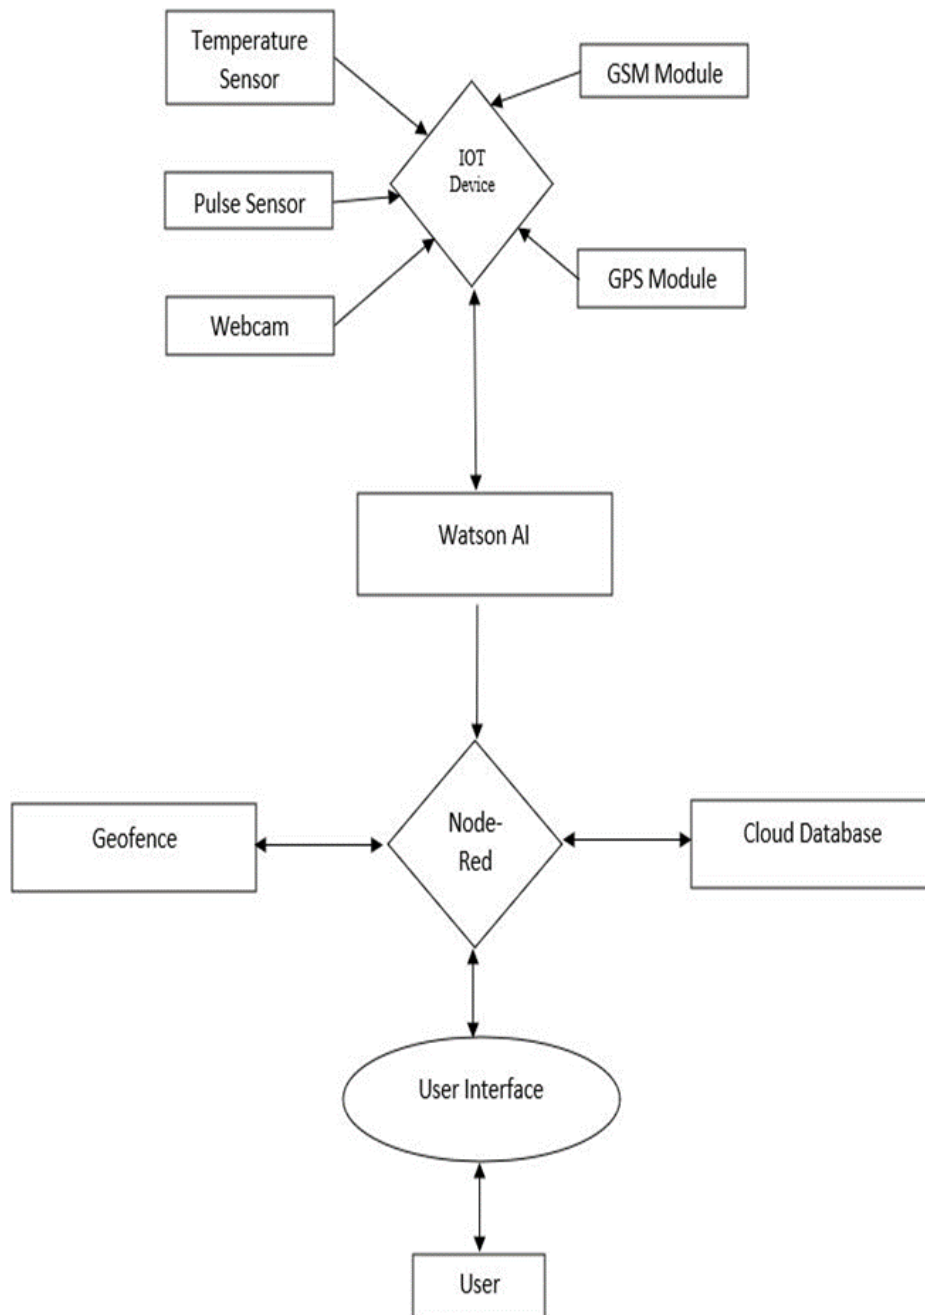 Temperature
Sensor
GSM Module
IOT
Device
Pulse Sensor
GPS Module
Webcam
Watson AI
Geofence
Node-
Red
Cloud Database
User Interface
User